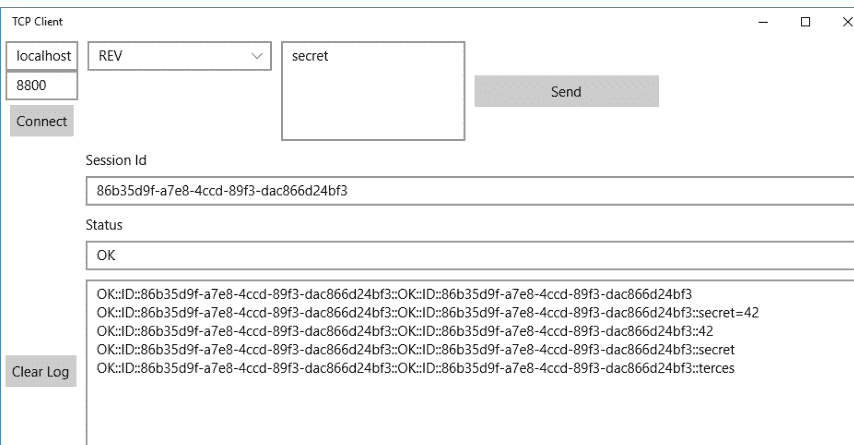 TCP Client
localhost
REV
secret
8800
Send
Connect
Session Id
86b35d9f-a7e8-4ccd-89f3-dac866d24bf3
Status
OK
OK::ID::86b35d9f-a7e8-4ccd-89f3-dac866d24bf3::OK::ID::86b35d9f-a7e8-4ccd-89f3-dac866d24bf3
OK::ID::86b35d9f-a7e8-4ccd-89f3-dac866d24bf3::OK::ID::86b35d9f-a7e8-4ccd-89f3-dac866d24bf3::secret=42
OK::ID::86b35d9f-a7e8-4ccd-89f3-dac866d24bf3::OK::ID::86b35d9f-a7e8-4ccd-89f3-dac866d24bf3::42
OK::ID::86b35d9f-a7e8-4ccd-89f3-dac866d24bf3::OK::ID::86b35d9f-a7e8-4ccd-89f3-dac866d24bf3::secret
OK::ID::86b35d9f-a7e8-4ccd-89f3-dac866d24bf3::OK::ID::86b35d9f-a7e8-4ccd-89f3-dac866d24bf3::terces
Clear Log